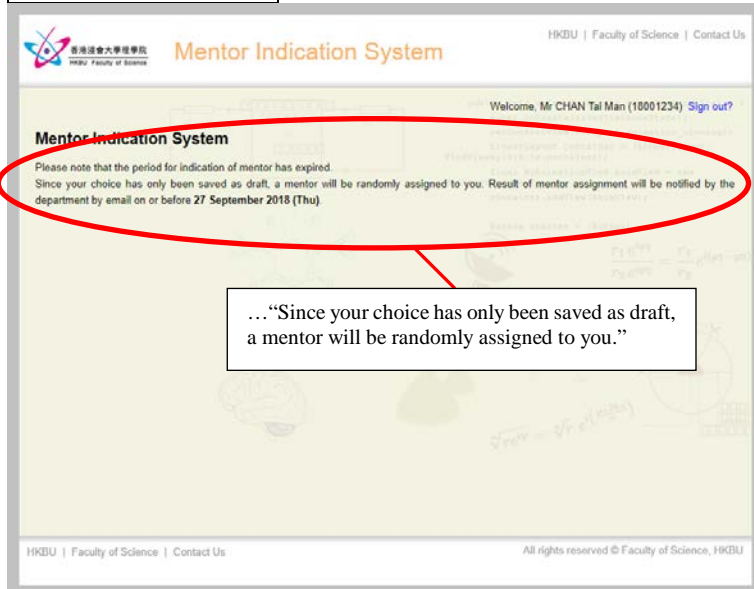 HKBU | Faculty of Science | Contact Us
香港浸會大學理學院
HKBU Faculty of Science
Mentor Indication System
Welcome, Mr CHAN Tai Man (18001234) Sign out?
Mentor Indication System
Please note that the period for indication of mentor has expired.
Since your choice has only been saved as draft, a mentor will be randomly assigned to you. Result of mentor assignment will be notified by the
department by email on or before 27 September 2018 (Thu).
…“Since your choice has only been saved as draft,
a mentor will be randomly assigned to you.”
HKBU | Faculty of Science | Contact Us
All rights reserved © Faculty of Science, HKBU